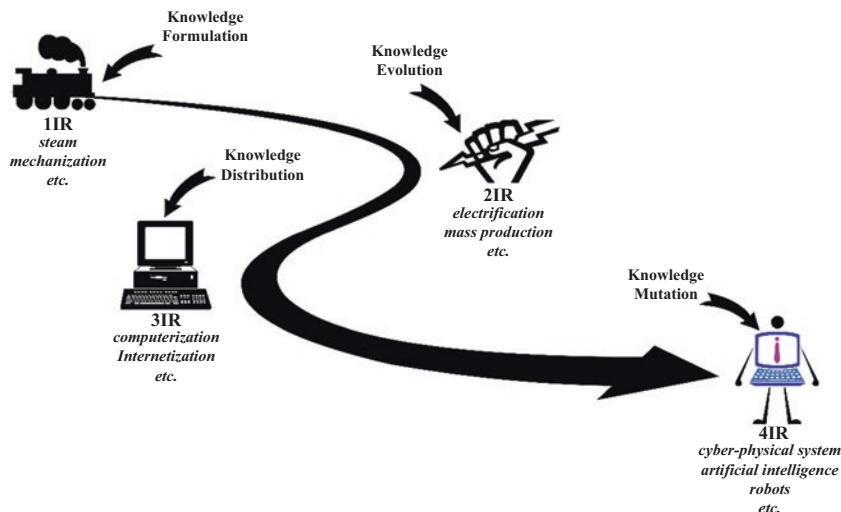 Knowledge
Formulation
1IR
steam
mechanization
etc.
Knowledge
Evolution
2IR
electrification
mass production
etc.
Knowledge
Distribution
3IR
computerization
Internetization
etc.
Knowledge
Mutation
4IR
cyber-physical system
artificial intelligence
robots
etc.